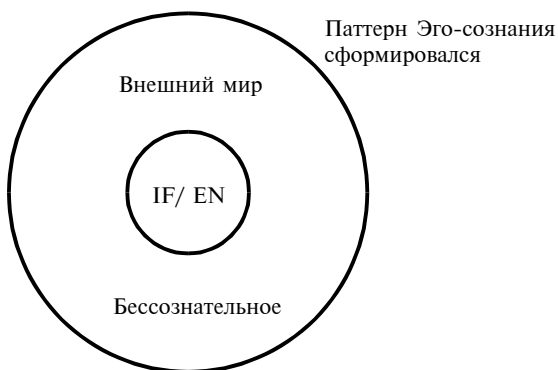 Паттерн Эго-сознания
сформировался
Внешний мир
IF/ EN
Бессознательное